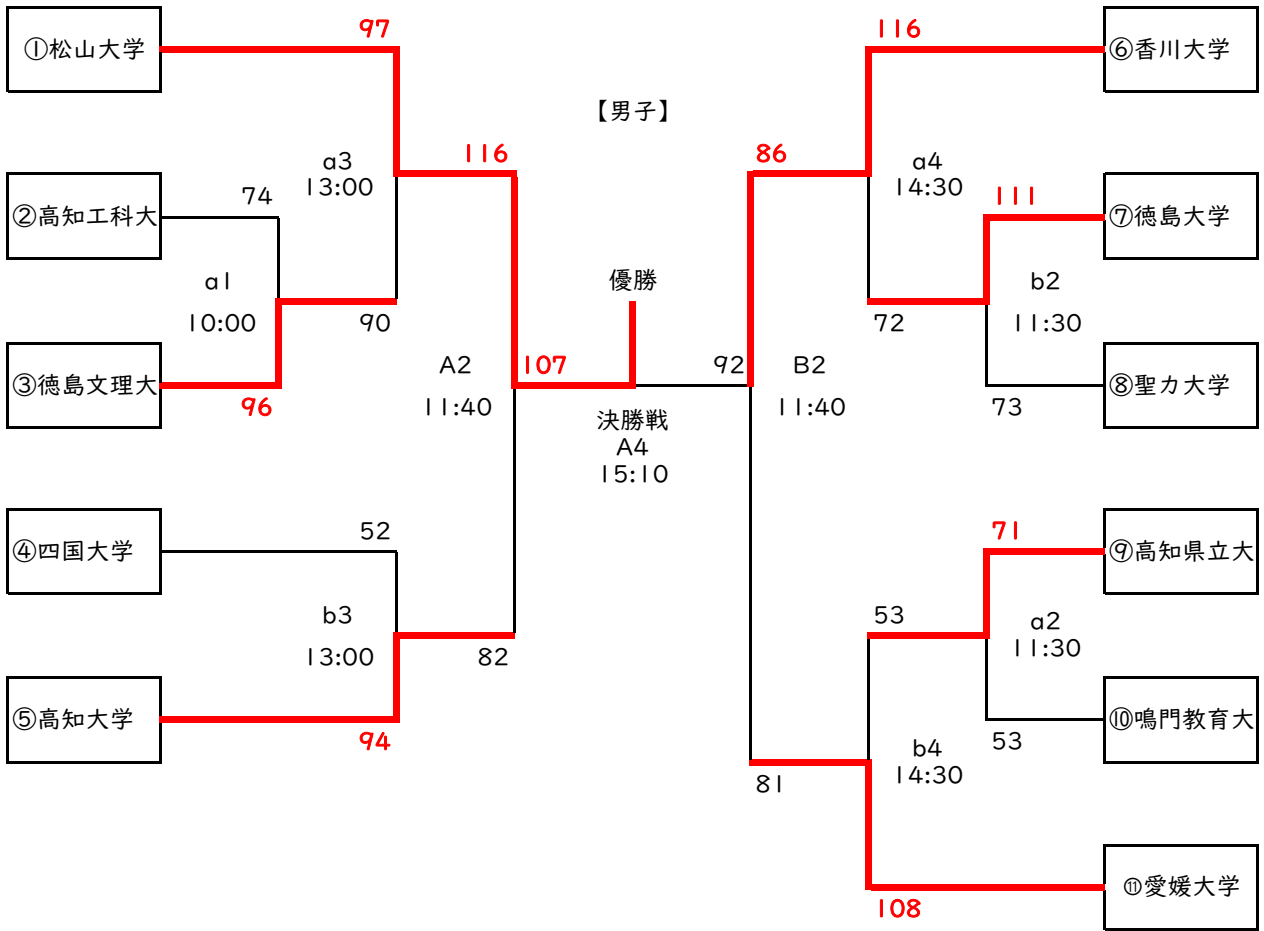 97
116
①松山大学
⑥香川大学
【男子】
116
86
a3
13:00
a4
14:30
74
111
②高知工科大
⑦徳島大学
a1
10:00
優勝
b2
11:30
90
72
A2
11:40
107
92
B2
11:40
③徳島文理大
⑧聖カ大学
96
73
決勝戦
A4
15:10
52
71
④四国大学
⑨高知県立大
b3
13:00
53
a2
11:30
82
⑤高知大学
⑩鳴門教育大
94
53
b4
14:30
81
⑪愛媛大学
108